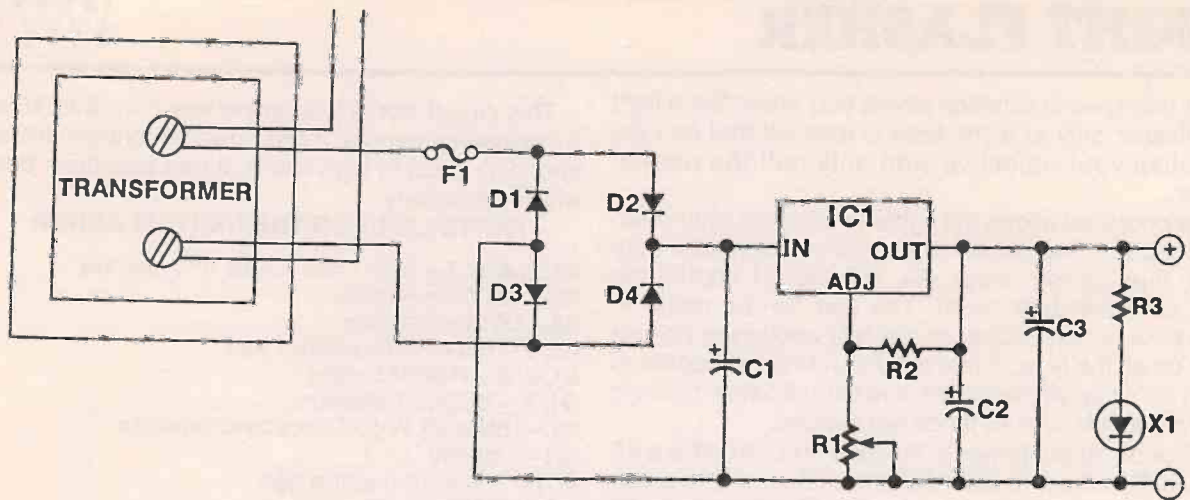 TRANSFORMER
F1
D1
D2
D3
D4
IC1
IN
OUT
ADJ
C1
R2
C2
R1
C3
R3
X1
+
+
+
+
−